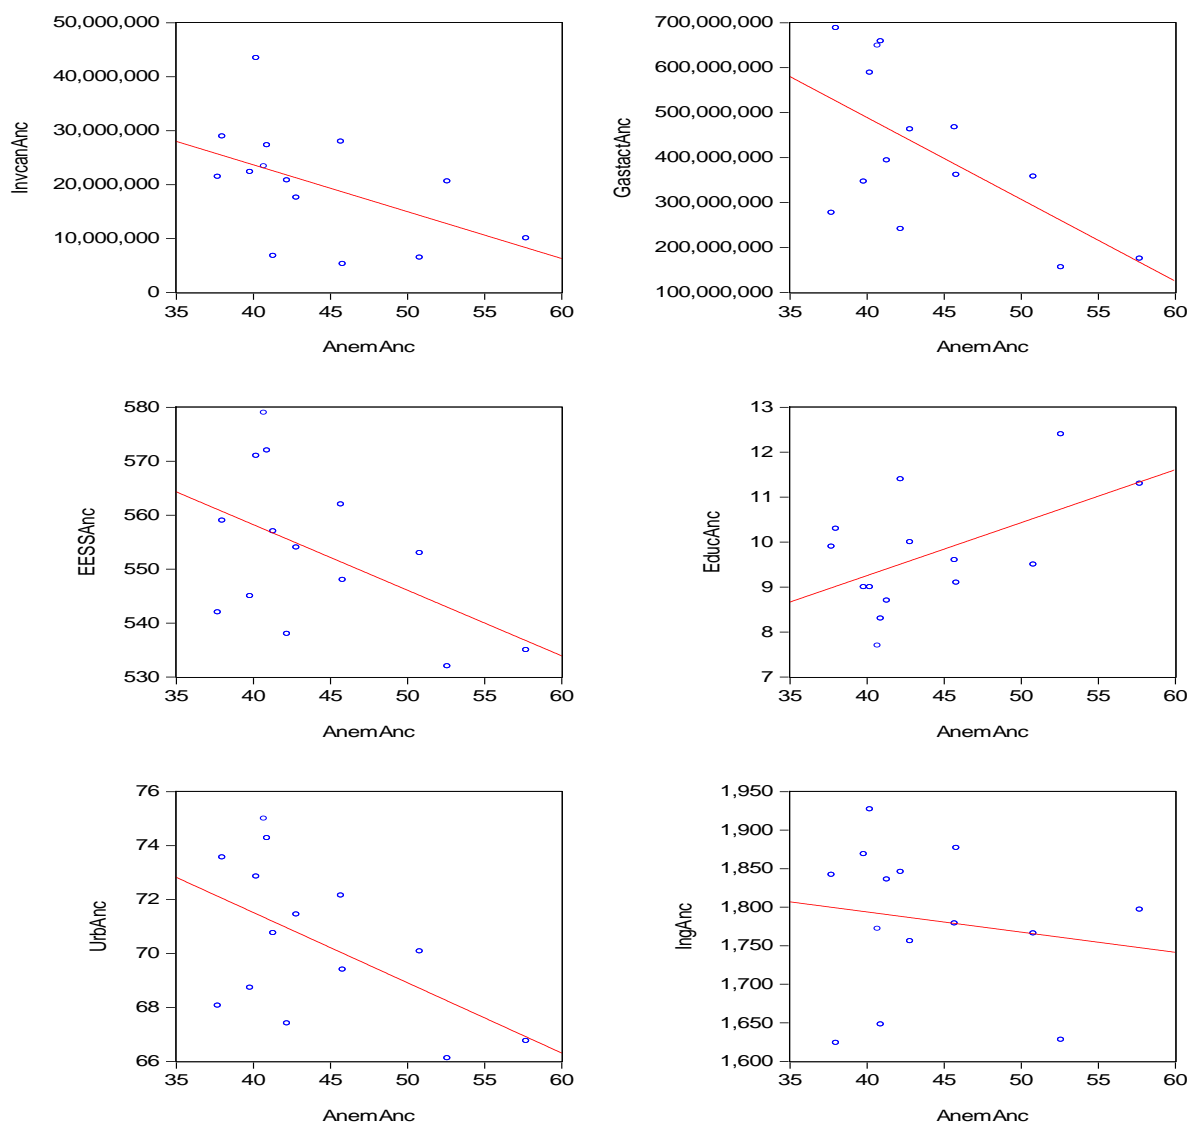 50,000,000
40,000,000
30,000,000
20,000,000
10,000,000
0
InvcanAnc
35 40 45 50 55 60
AnemAnc
700,000,000
600,000,000
500,000,000
400,000,000
300,000,000
200,000,000
100,000,000
GastactAnc
35 40 45 50 55 60
AnemAnc
580
570
560
550
540
530
EESSAnc
35 40 45 50 55 60
AnemAnc
13
12
11
10
9
8
7
EducAnc
35 40 45 50 55 60
AnemAnc
76
74
72
70
68
66
UrbAnc
35 40 45 50 55 60
AnemAnc
1,950
1,900
1,850
1,800
1,750
1,700
1,650
1,600
IngAnc
35 40 45 50 55 60
AnemAnc